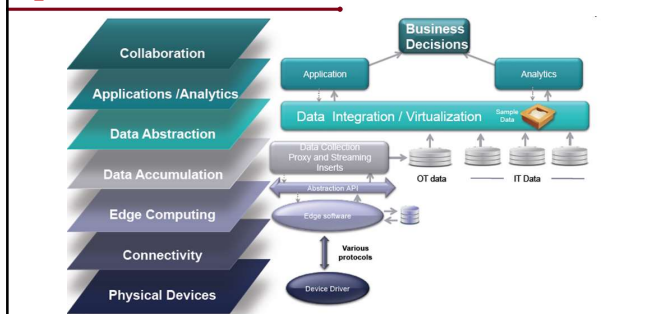 Collaboration
Applications /Analytics
Data Abstraction
Data Accumulation
Edge Computing
Connectivity
Physical Devices
Business
Decisions
Application
Analytics
Data Integration / Virtualization
Sample
Data
Data Collection
Proxy and Streaming
Inserts
OT data
IT Data
Abstraction API
Edge software
Various
protocols
Device Driver